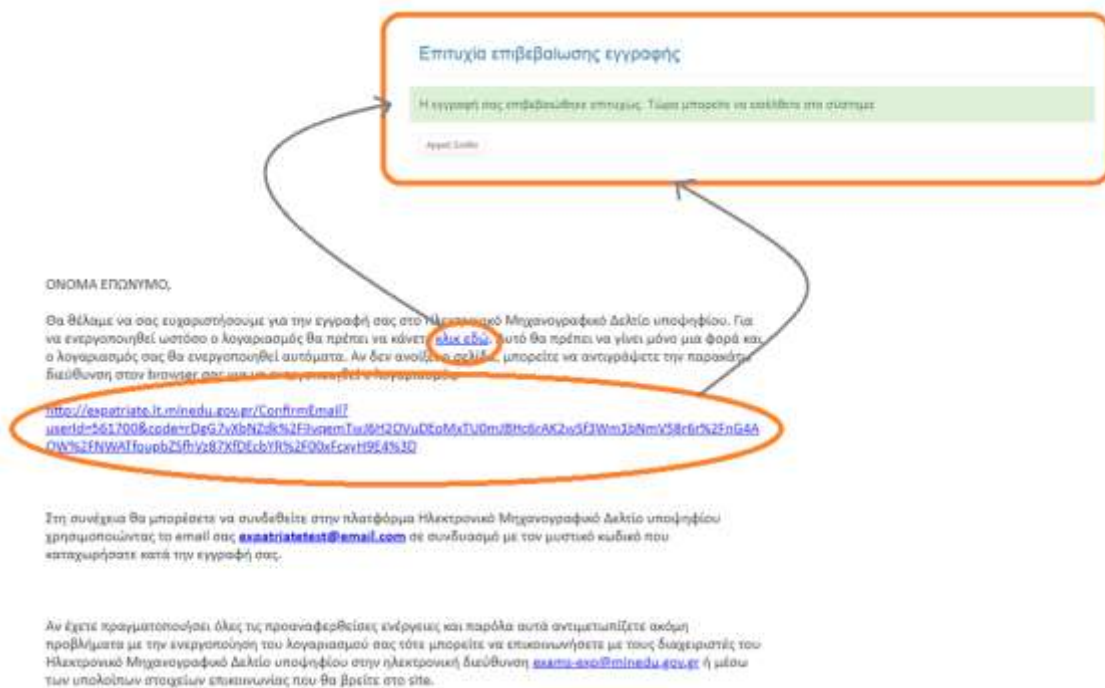 Επιτυχία επιβεβαίωσης εγγραφής
Η εγγραφή σας επιβεβαιώθηκε επιτυχώς. Τώρα μπορείτε να εισέλθετε στο σύστημα
Αρχική Σελίδα
ΟΝΟΜΑ ΕΠΩΝΥΜΟ,
Θα θέλαμε να σας ευχαριστήσουμε για την εγγραφή σας στο Ηλεκτρονικό Μηχανογραφικό Δελτίο υποψηφίου. Για
να ενεργοποιηθεί ωστόσο ο λογαριασμός θα πρέπει να κάνετε κλικ εδώ. Αυτό θα πρέπει να γίνει μόνο μια φορά και
ο λογαριασμός σας θα ενεργοποιηθεί αυτόματα. Αν δεν ανοίξει η σελίδα, μπορείτε να αντιγράψετε την παρακάτω
διεύθυνση στον browser σας για να ενεργοποιηθεί ο λογαριασμός.
http://expatriate.it.minedu.gov.gr/ConfirmEmail?
Στη συνέχεια θα μπορέσετε να συνδεθείτε στην πλατφόρμα Ηλεκτρονικό Μηχανογραφικό Δελτίο υποψηφίου
χρησιμοποιώντας το email σας expatriatetest@email.com σε συνδυασμό με τον μυστικό κωδικό που
καταχωρήσατε κατά την εγγραφή σας.
Αν έχετε πραγματοποιήσει όλες τις προαναφερθείσες ενέργειες και παρόλα αυτά αντιμετωπίζετε ακόμη
προβλήματα με την ενεργοποίηση του λογαριασμού σας τότε μπορείτε να επικοινωνήσετε με τους διαχειριστές του
Ηλεκτρονικό Μηχανογραφικό Δελτίο υποψηφίου στην ηλεκτρονική διεύθυνση exams-exp@minedu.gov.gr ή μέσω
των υπολοίπων στοιχείων επικοινωνίας που θα βρείτε στο site.